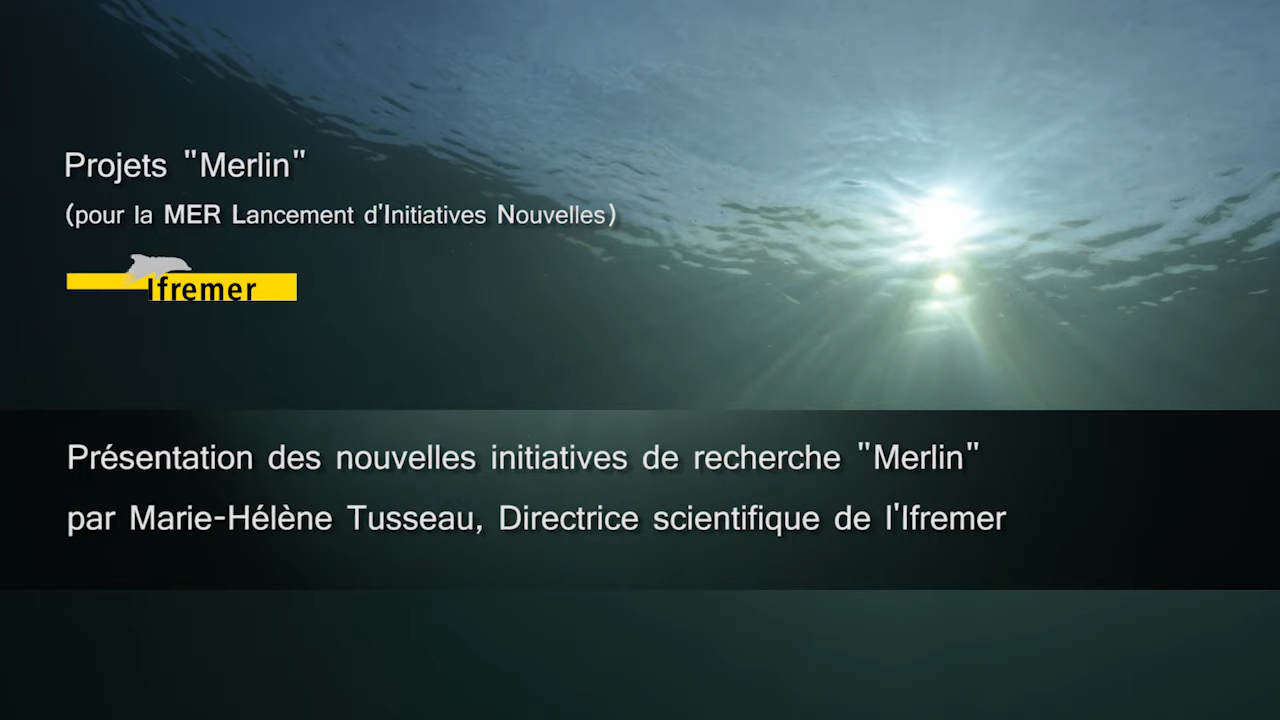 Projets "Merlin"
(pour la MER Lancement d'Initiatives Nouvelles)
Ifremer
Présentation des nouvelles initiatives de recherche "Merlin"
par Marie-Hélène Tusseau, Directrice scientifique de l'Ifremer